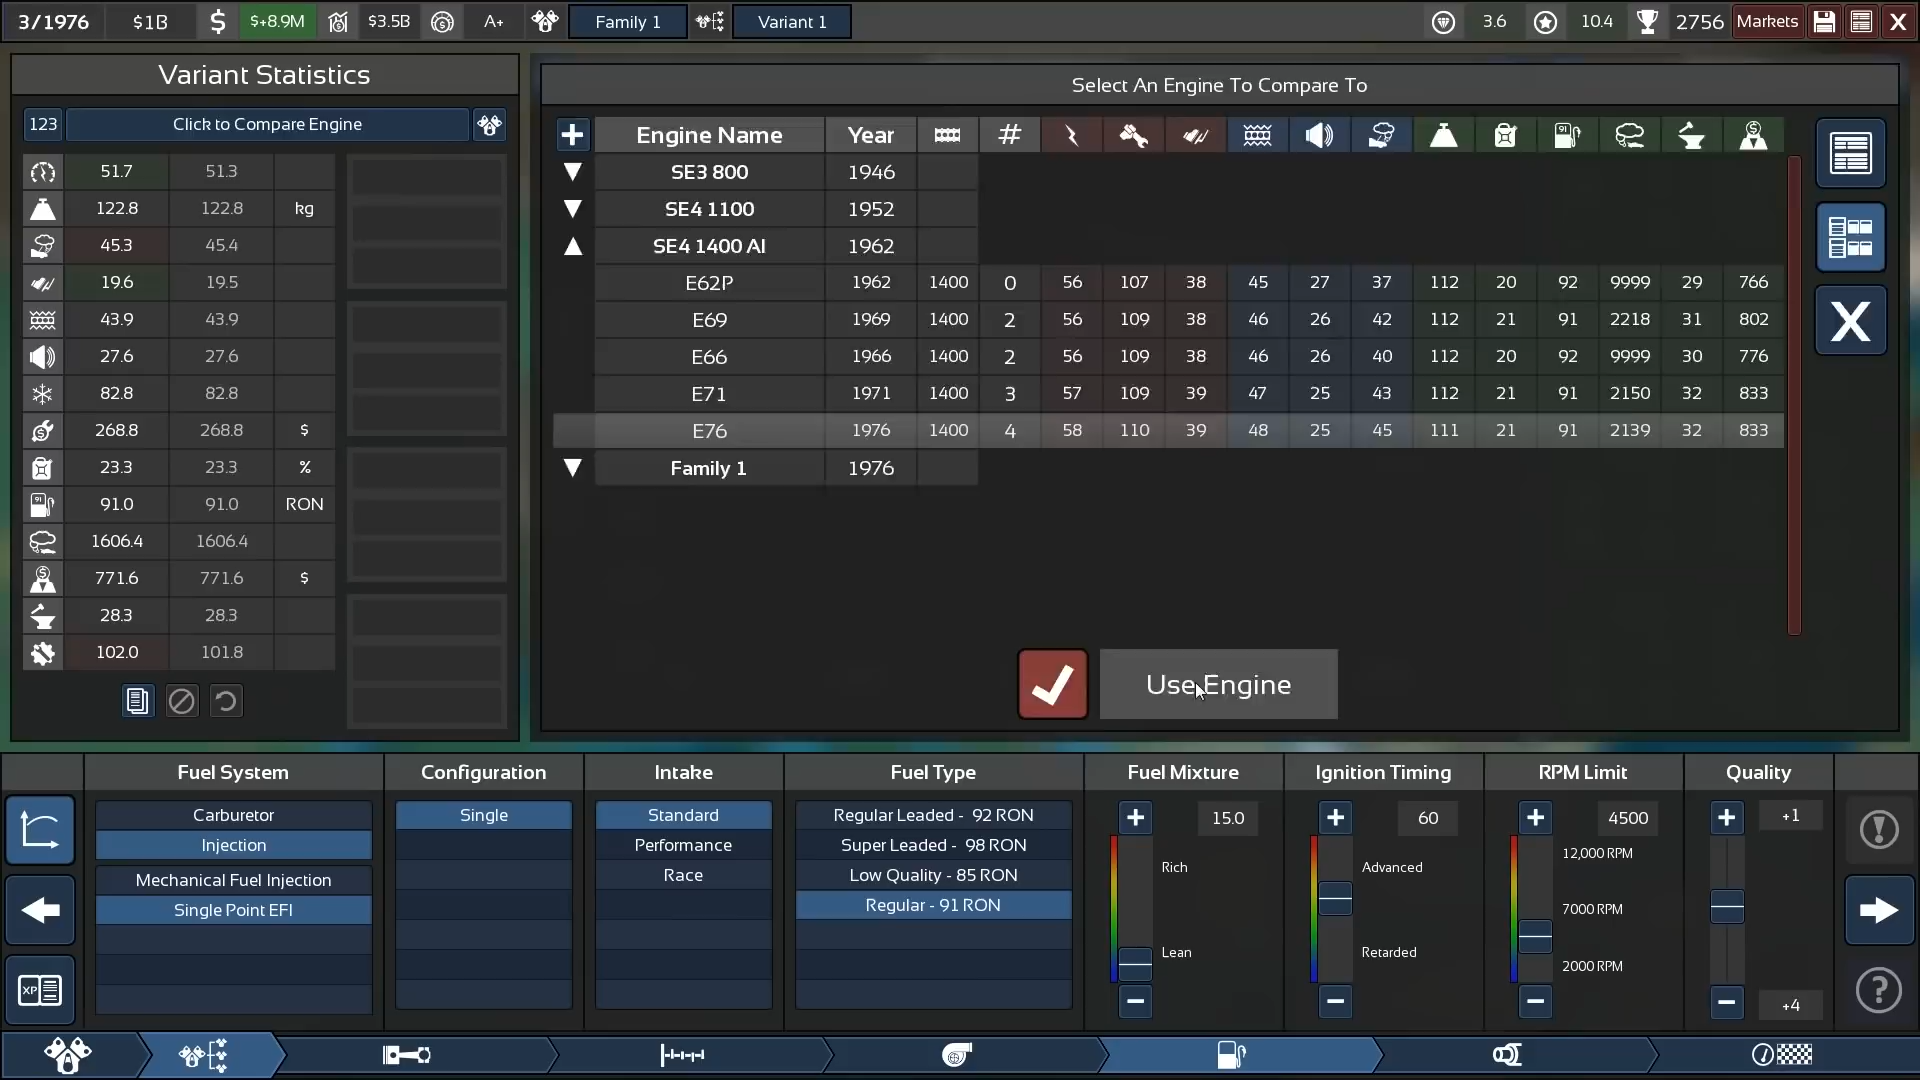 3/1976 $1B $+8.9M $3.5B A+ Family 1 Variant 1 3.6 10.4 2756 Markets X
Variant Statistics
123 Click to Compare Engine
51.7 51.3
122.8 122.8 kg
45.3 45.4
19.6 19.5
43.9 43.9
27.6 27.6
82.8 82.8
268.8 268.8 $
23.3 23.3 %
91.0 91.0 RON
1606.4 1606.4
771.6 771.6 $
28.3 28.3
102.0 101.8
Select An Engine To Compare To
Engine Name Year #
SE3 800 1946
SE4 1100 1952
SE4 1400 AI 1962
E62P 1962 1400 0 56 107 38 45 27 37 112 20 92 9999 29 766
E69 1969 1400 2 56 109 38 46 26 42 112 21 91 2218 31 802
E66 1966 1400 2 56 109 38 46 26 40 112 20 92 9999 30 776
E71 1971 1400 3 57 109 39 47 25 43 112 21 91 2150 32 833
E76 1976 1400 4 58 110 39 48 25 45 111 21 91 2139 32 833
Family 1 1976
Use Engine
X
Fuel System
Carburetor
Injection
Mechanical Fuel Injection
Single Point EFI
Configuration
Single
Intake
Standard
Performance
Race
Fuel Type
Regular Leaded - 92 RON
Super Leaded - 98 RON
Low Quality - 85 RON
Regular - 91 RON
Fuel Mixture
15.0
Rich
Lean
Ignition Timing
60
Advanced
Retarded
RPM Limit
4500
12,000 RPM
7000 RPM
2000 RPM
Quality
+1
+4
XP
?